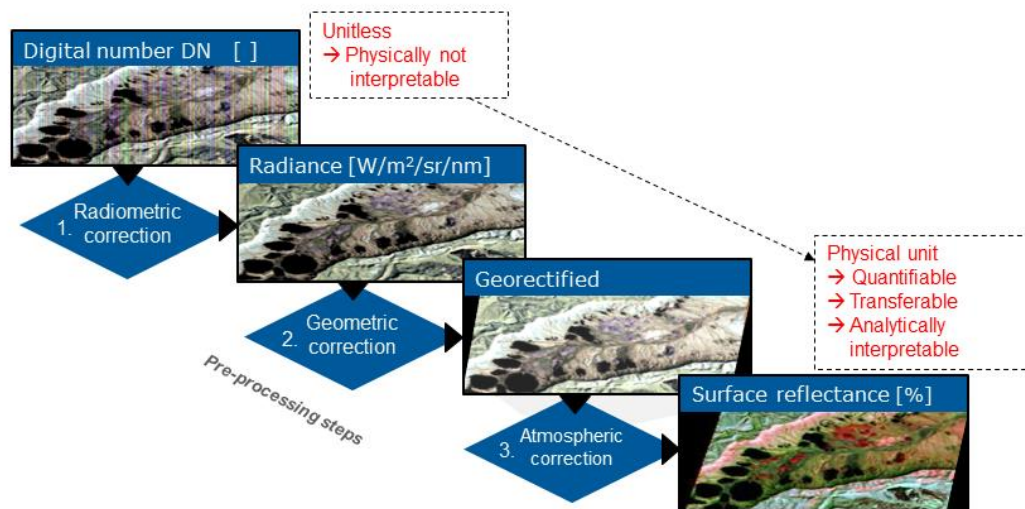 Digital number DN [ ]
Unitless
→ Physically not
interpretable
Radiance [W/m²/sr/nm]
1. Radiometric
correction
Georectified
Physical unit
→ Quantifiable
→ Transferable
→ Analytically
interpretable
2. Geometric
correction
Pre-processing steps
Surface reflectance [%]
3. Atmospheric
correction